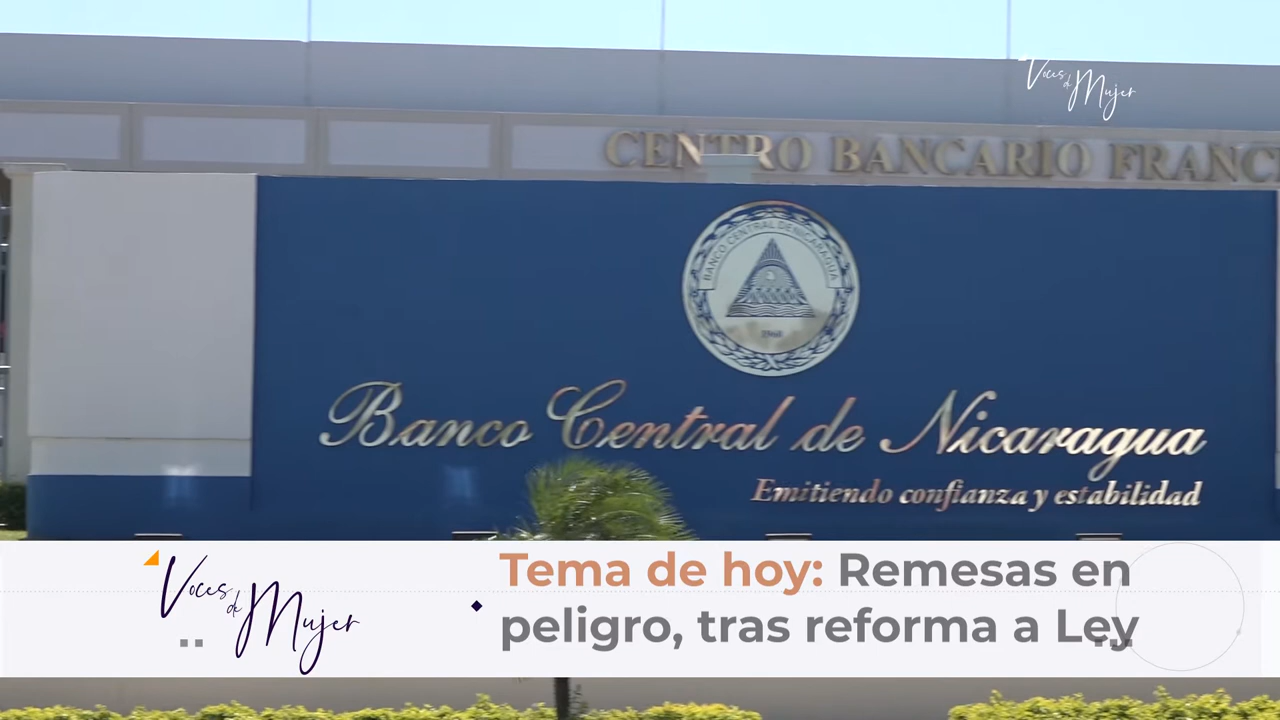 Voces de Mujer
CENTRO BANCARIO FRANC
BANCO CENTRAL DE NICARAGUA
1960
Banco Central de Nicaragua
Emitiendo confianza y estabilidad
Voces de Mujer
Tema de hoy: Remesas en
peligro, tras reforma a Ley